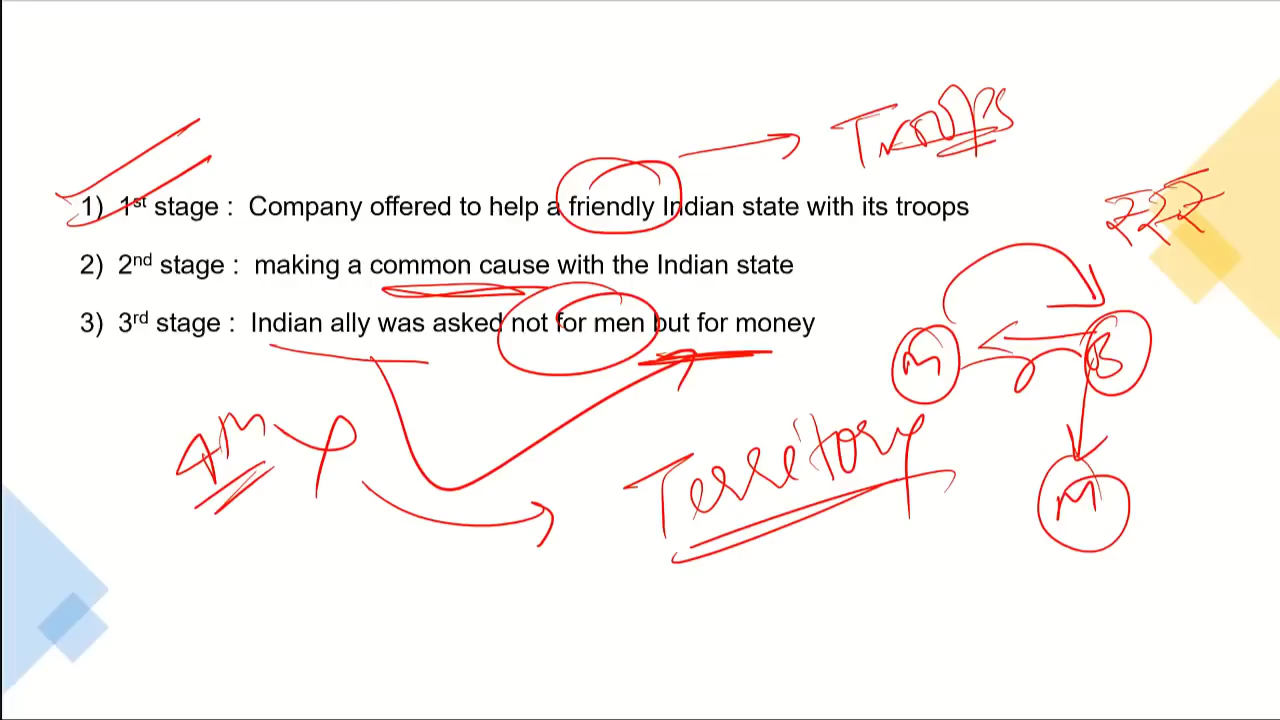 Troops
1) 1st stage : Company offered to help a friendly Indian state with its troops
₹₹₹
2) 2nd stage : making a common cause with the Indian state
3) 3rd stage : Indian ally was asked not for men but for money
M B
4th
Territory
M